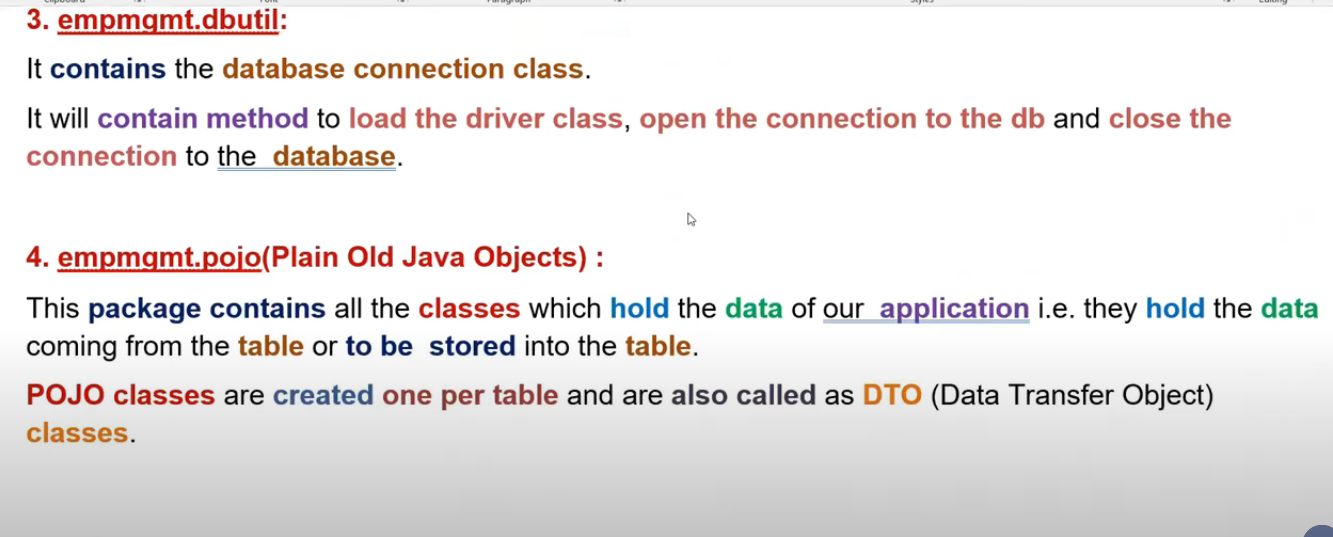 3. empmgmt.dbutil:
It contains the database connection class.
It will contain method to load the driver class, open the connection to the db and close the
connection to the database.
4. empmgmt.pojo(Plain Old Java Objects) :
This package contains all the classes which hold the data of our application i.e. they hold the data
coming from the table or to be stored into the table.
POJO classes are created one per table and are also called as DTO (Data Transfer Object)
classes.